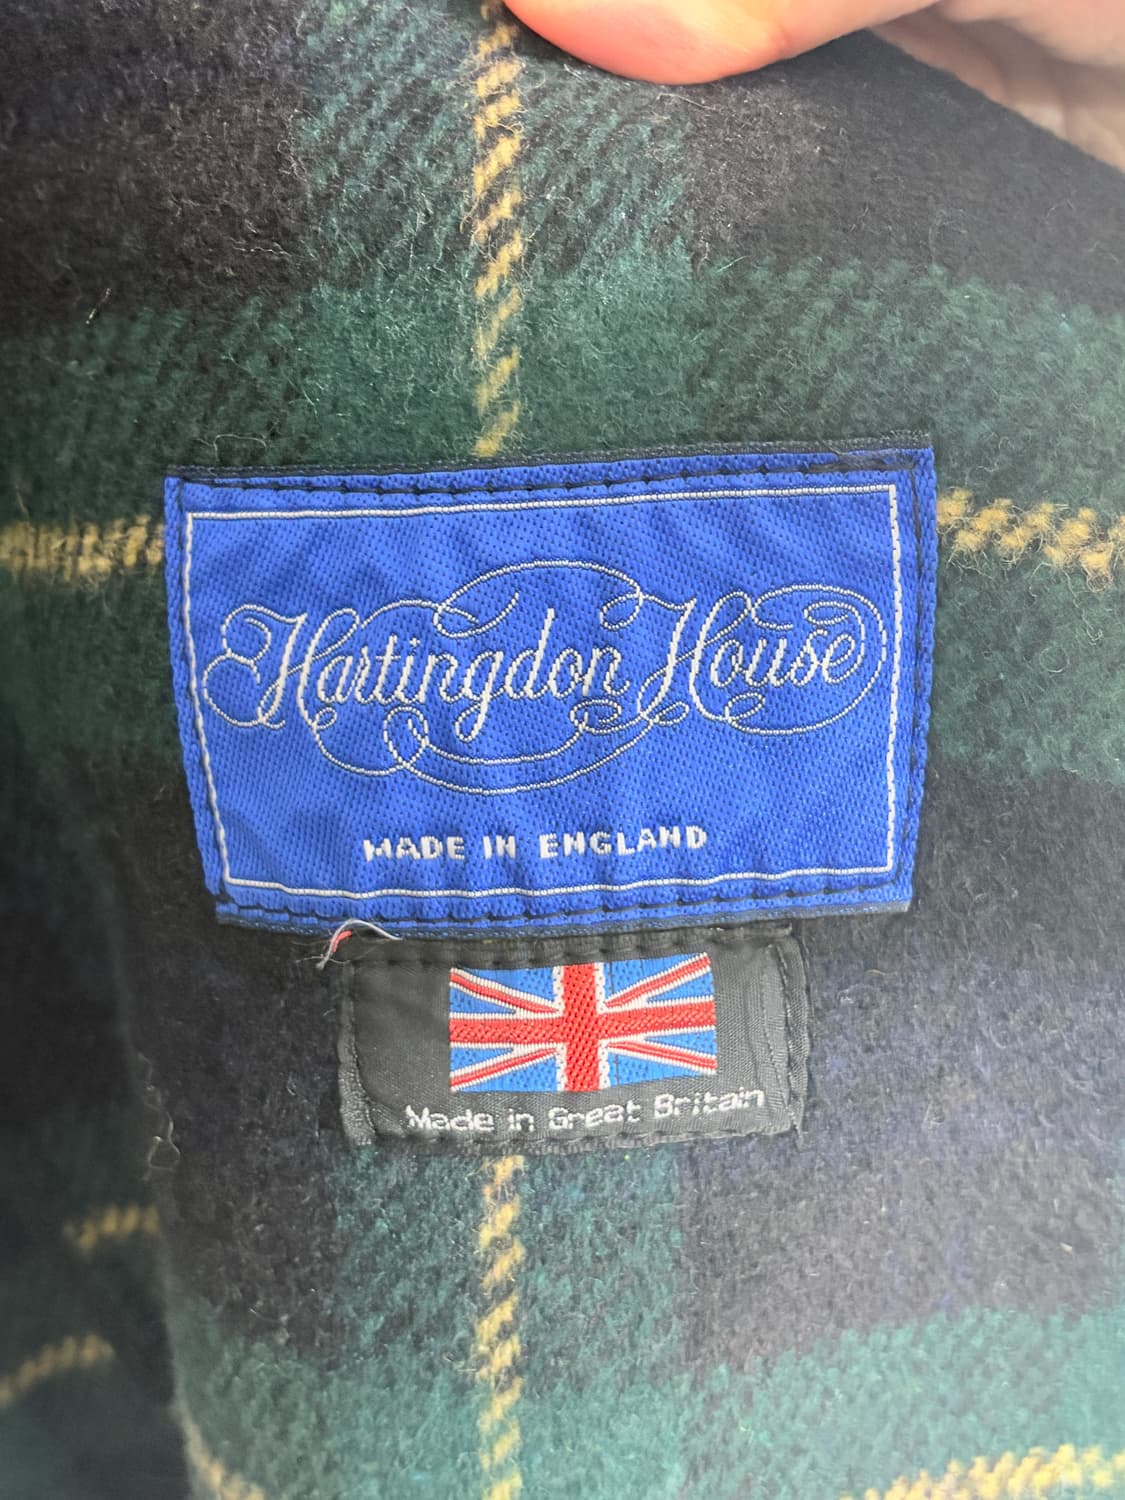 Hartingdon House
MADE IN ENGLAND
Made in Great Britain